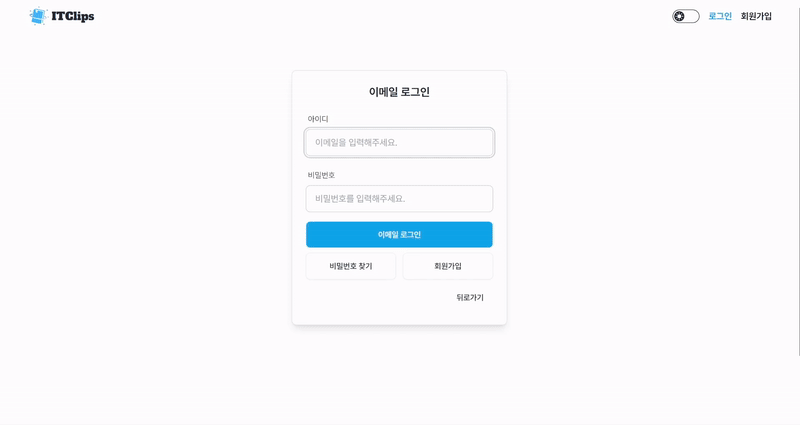 ITClips
로그인 회원가입
이메일 로그인
아이디
이메일을 입력해주세요.
비밀번호
비밀번호를 입력해주세요.
이메일 로그인
비밀번호 찾기 회원가입
뒤로가기